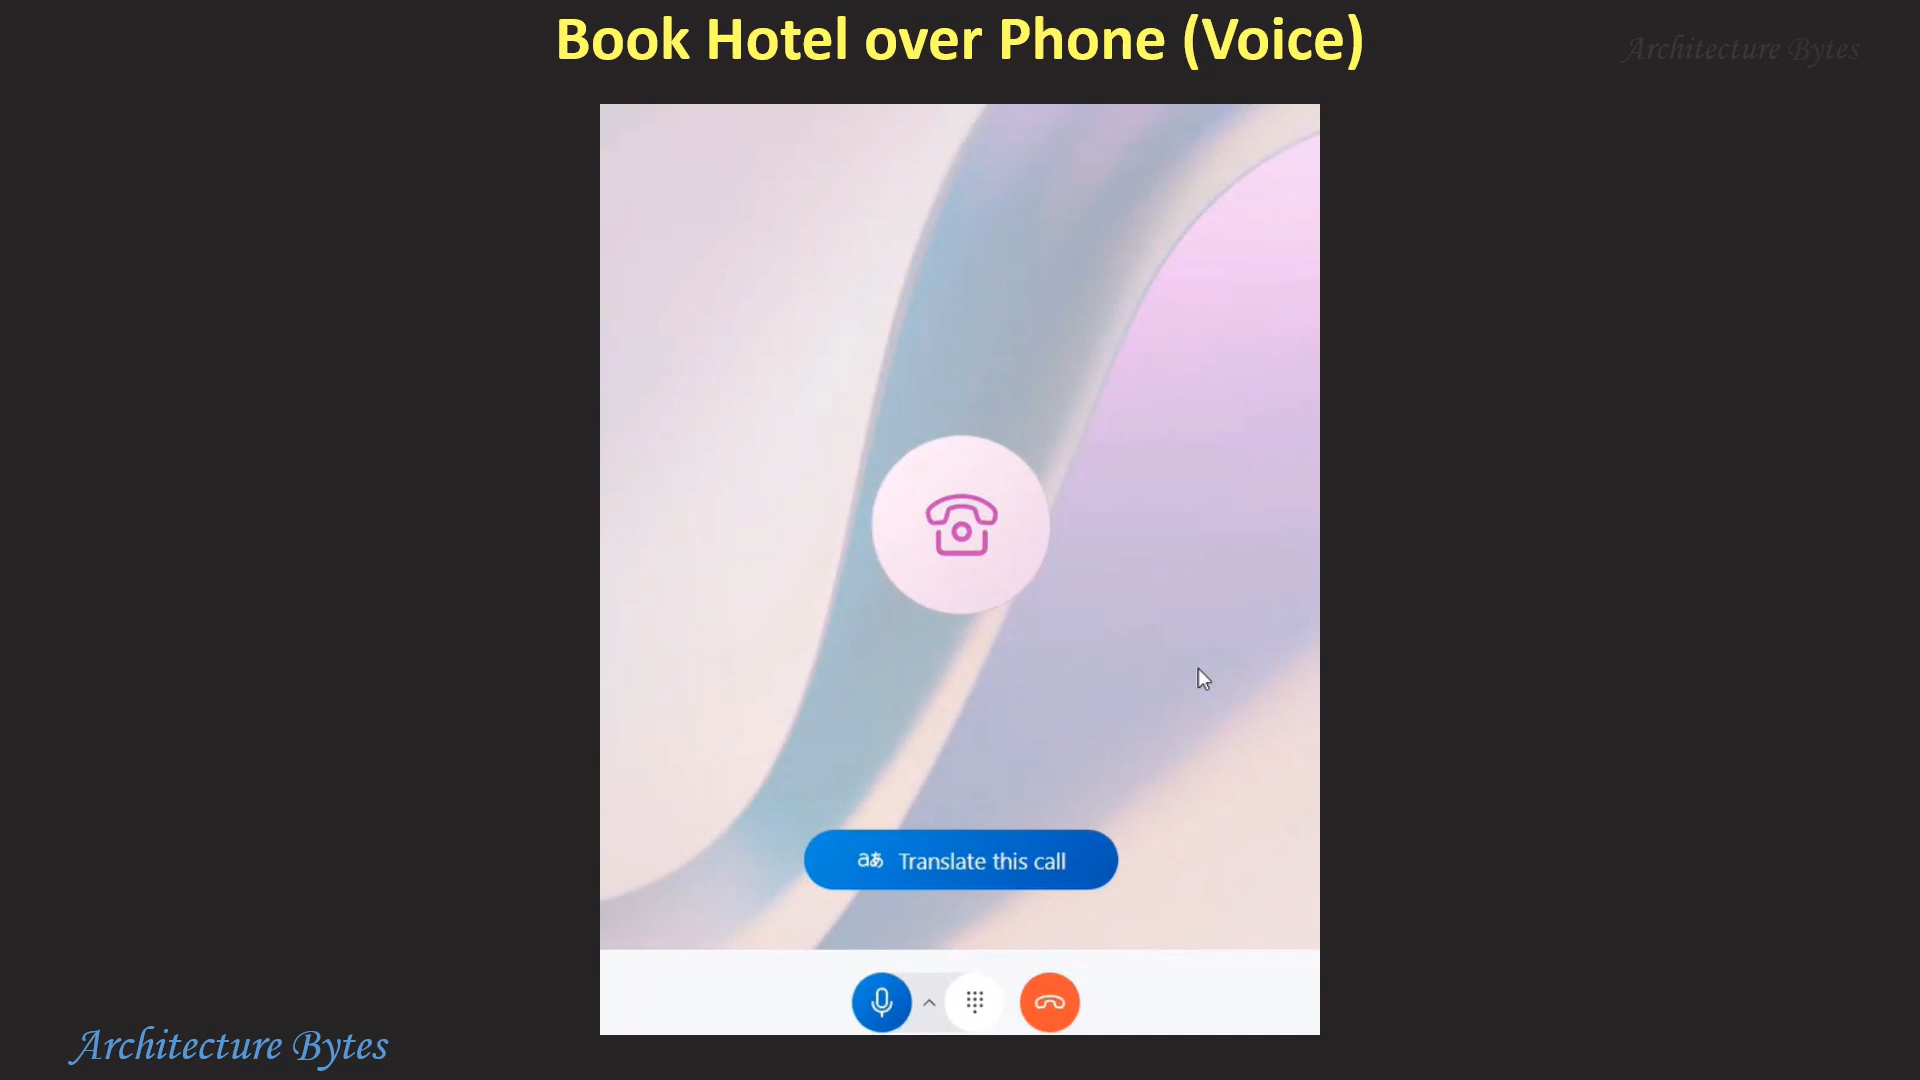 Book Hotel over Phone (Voice)
Architecture Bytes
aあ Translate this call
Architecture Bytes